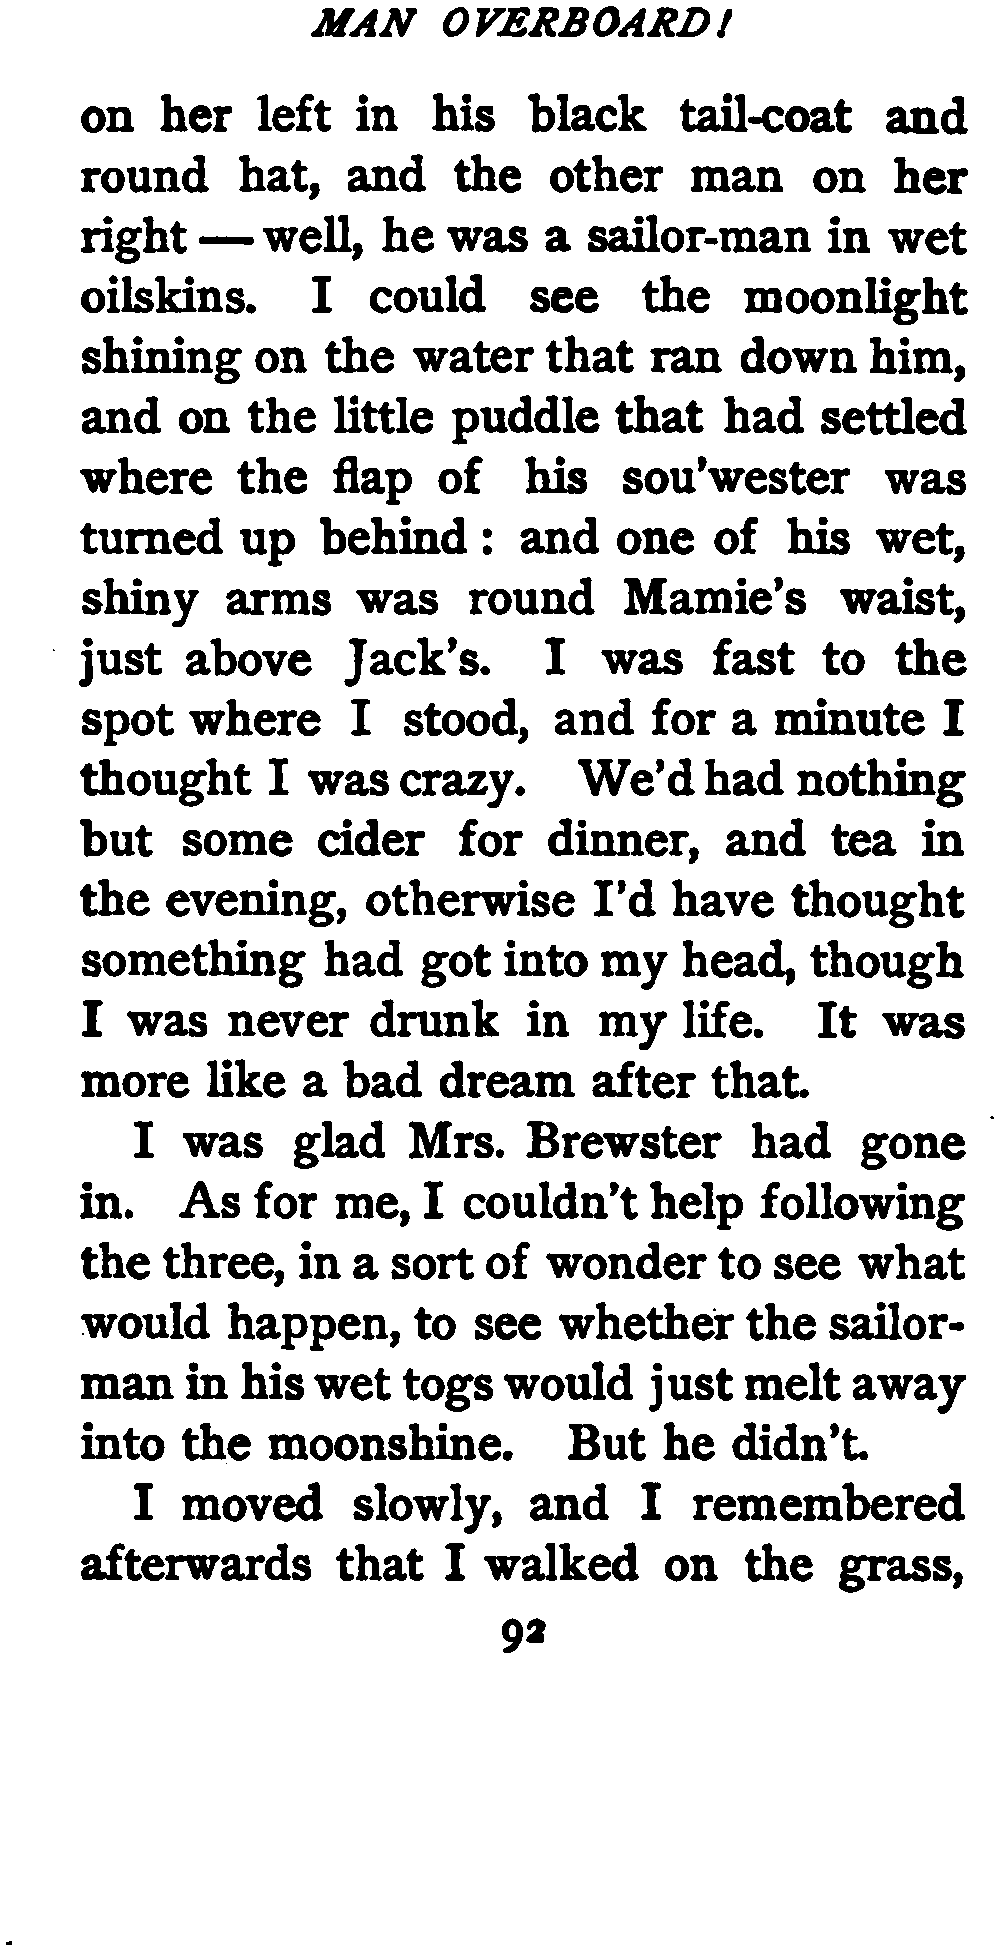 MAN OVERBOARD!
on her left in his black tail-coat and
round hat, and the other man on her
right — well, he was a sailor-man in wet
oilskins. I could see the moonlight
shining on the water that ran down him,
and on the little puddle that had settled
where the flap of his sou'wester was
turned up behind : and one of his wet,
shiny arms was round Mamie's waist,
just above Jack's. I was fast to the
spot where I stood, and for a minute I
thought I was crazy. We'd had nothing
but some cider for dinner, and tea in
the evening, otherwise I'd have thought
something had got into my head, though
I was never drunk in my life. It was
more like a bad dream after that.
I was glad Mrs. Brewster had gone
in. As for me, I couldn't help following
the three, in a sort of wonder to see what
would happen, to see whether the sailor-
man in his wet togs would just melt away
into the moonshine. But he didn't.
I moved slowly, and I remembered
afterwards that I walked on the grass,
92